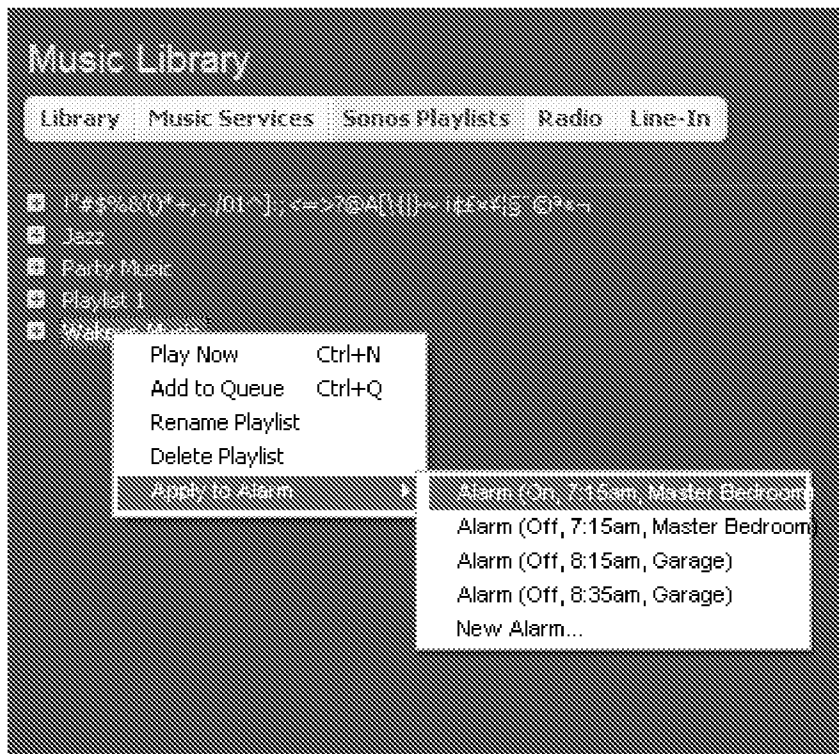 Music Library
Library Music Services Sonos Playlists Radio Line-In
Jazz
Party Music
Playlist 1
Wakeup Music
Play Now Ctrl+N
Add to Queue Ctrl+Q
Rename Playlist
Delete Playlist
Apply to Alarm
Alarm (On, 7:15am, Master Bedroom)
Alarm (Off, 7:15am, Master Bedroom)
Alarm (Off, 8:15am, Garage)
Alarm (Off, 8:35am, Garage)
New Alarm...